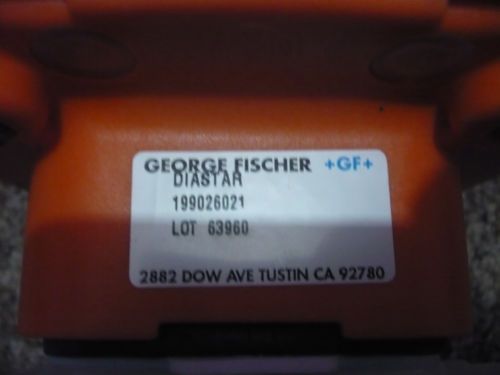 GEORGE FISCHER +GF+
DIASTAR
199026021
LOT 63960
2882 DOW AVE TUSTIN CA 92780